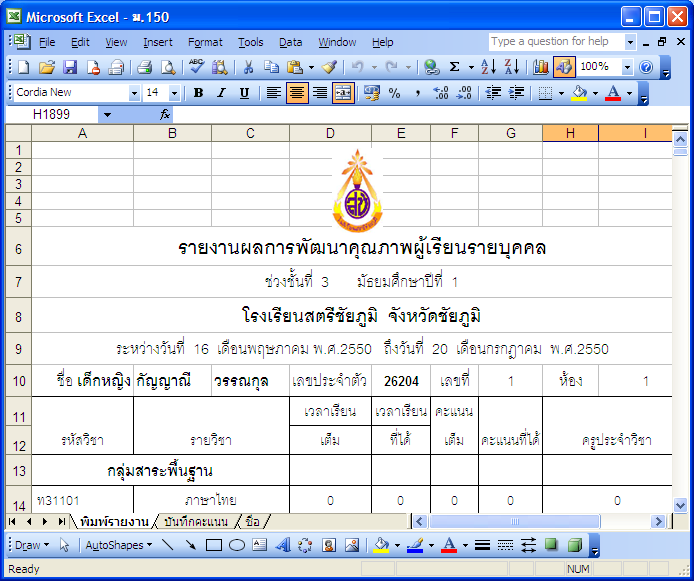 Microsoft Excel - ม.150
File Edit View Insert Format Tools Data Window Help Type a question for help
100%
Cordia New 14 B I U
H1899 fx
A B C D E F G H I
1
2
3
4
5
6 รายงานผลการพัฒนาคุณภาพผู้เรียนรายบุคคล
7 ช่วงชั้นที่ 3 มัธยมศึกษาปีที่ 1
8 โรงเรียนสตรีชัยภูมิ จังหวัดชัยภูมิ
9 ระหว่างวันที่ 16 เดือนพฤษภาคม พ.ศ.2550 ถึงวันที่ 20 เดือนกรกฎาคม พ.ศ.2550
10 ชื่อ เด็กหญิง กัญญาณี วรรณกุล เลขประจำตัว 26204 เลขที่ 1 ห้อง 1
11 เวลาเรียน เวลาเรียน คะแนน
12 รหัสวิชา รายวิชา เต็ม ที่ได้ เต็ม คะแนนที่ได้ ครูประจำวิชา
13 กลุ่มสาระพื้นฐาน
14 ท31101 ภาษาไทย 0 0 0 0 0
พิมพ์รายงาน บันทึกคะแนน ชื่อ
Draw AutoShapes
Ready NUM